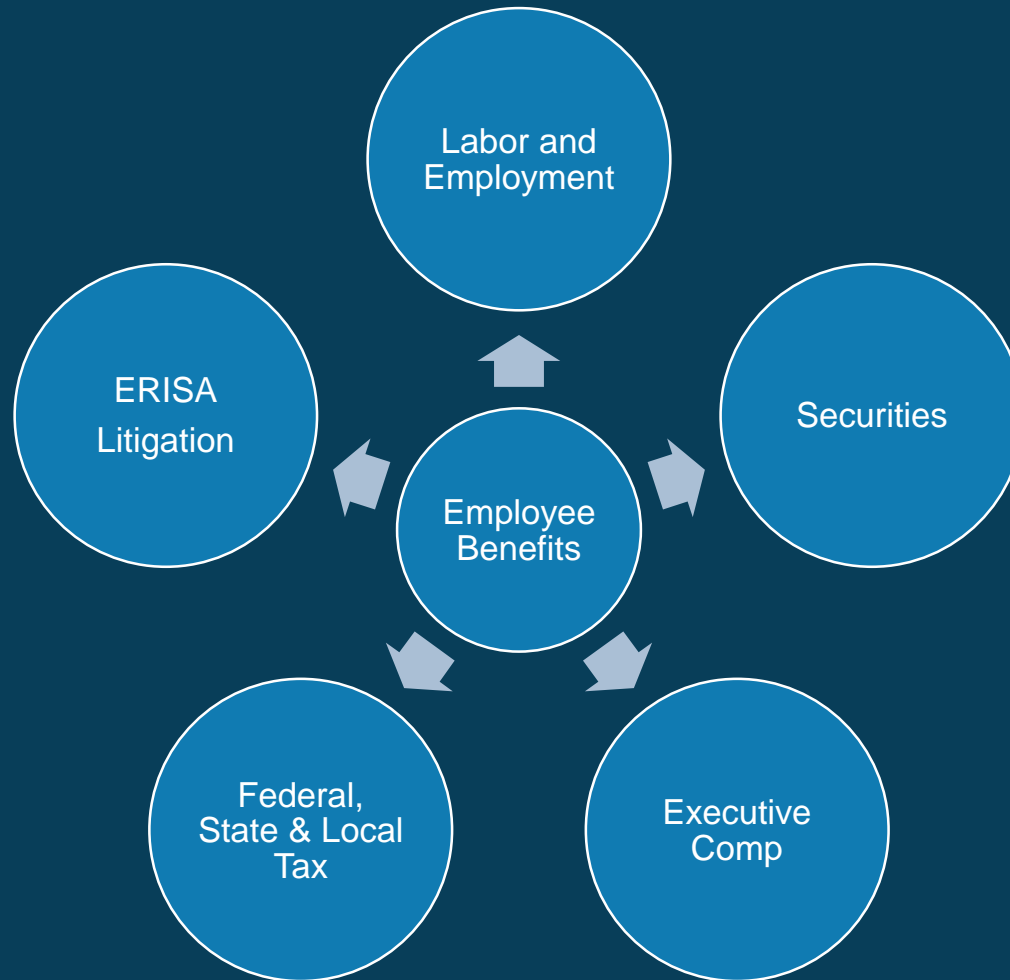 Labor and
Employment
ERISA
Litigation
Securities
Employee
Benefits
Federal,
State & Local
Tax
Executive
Comp